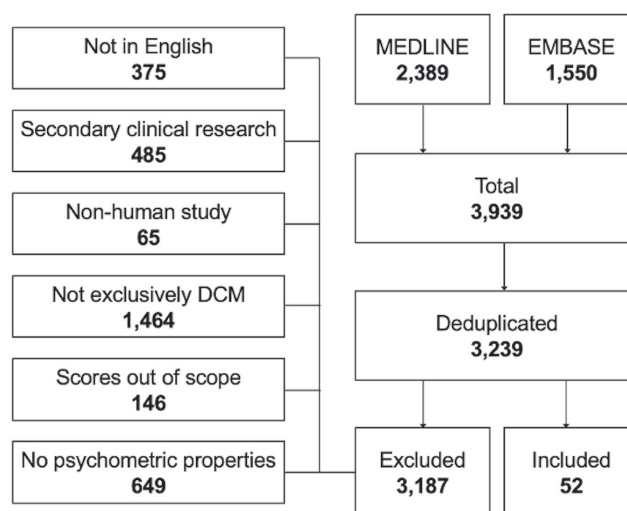 Not in English
375
Secondary clinical research
485
Non-human study
65
Not exclusively DCM
1,464
Scores out of scope
146
No psychometric properties
649
MEDLINE
2,389
EMBASE
1,550
Total
3,939
Deduplicated
3,239
Excluded
3,187
Included
52